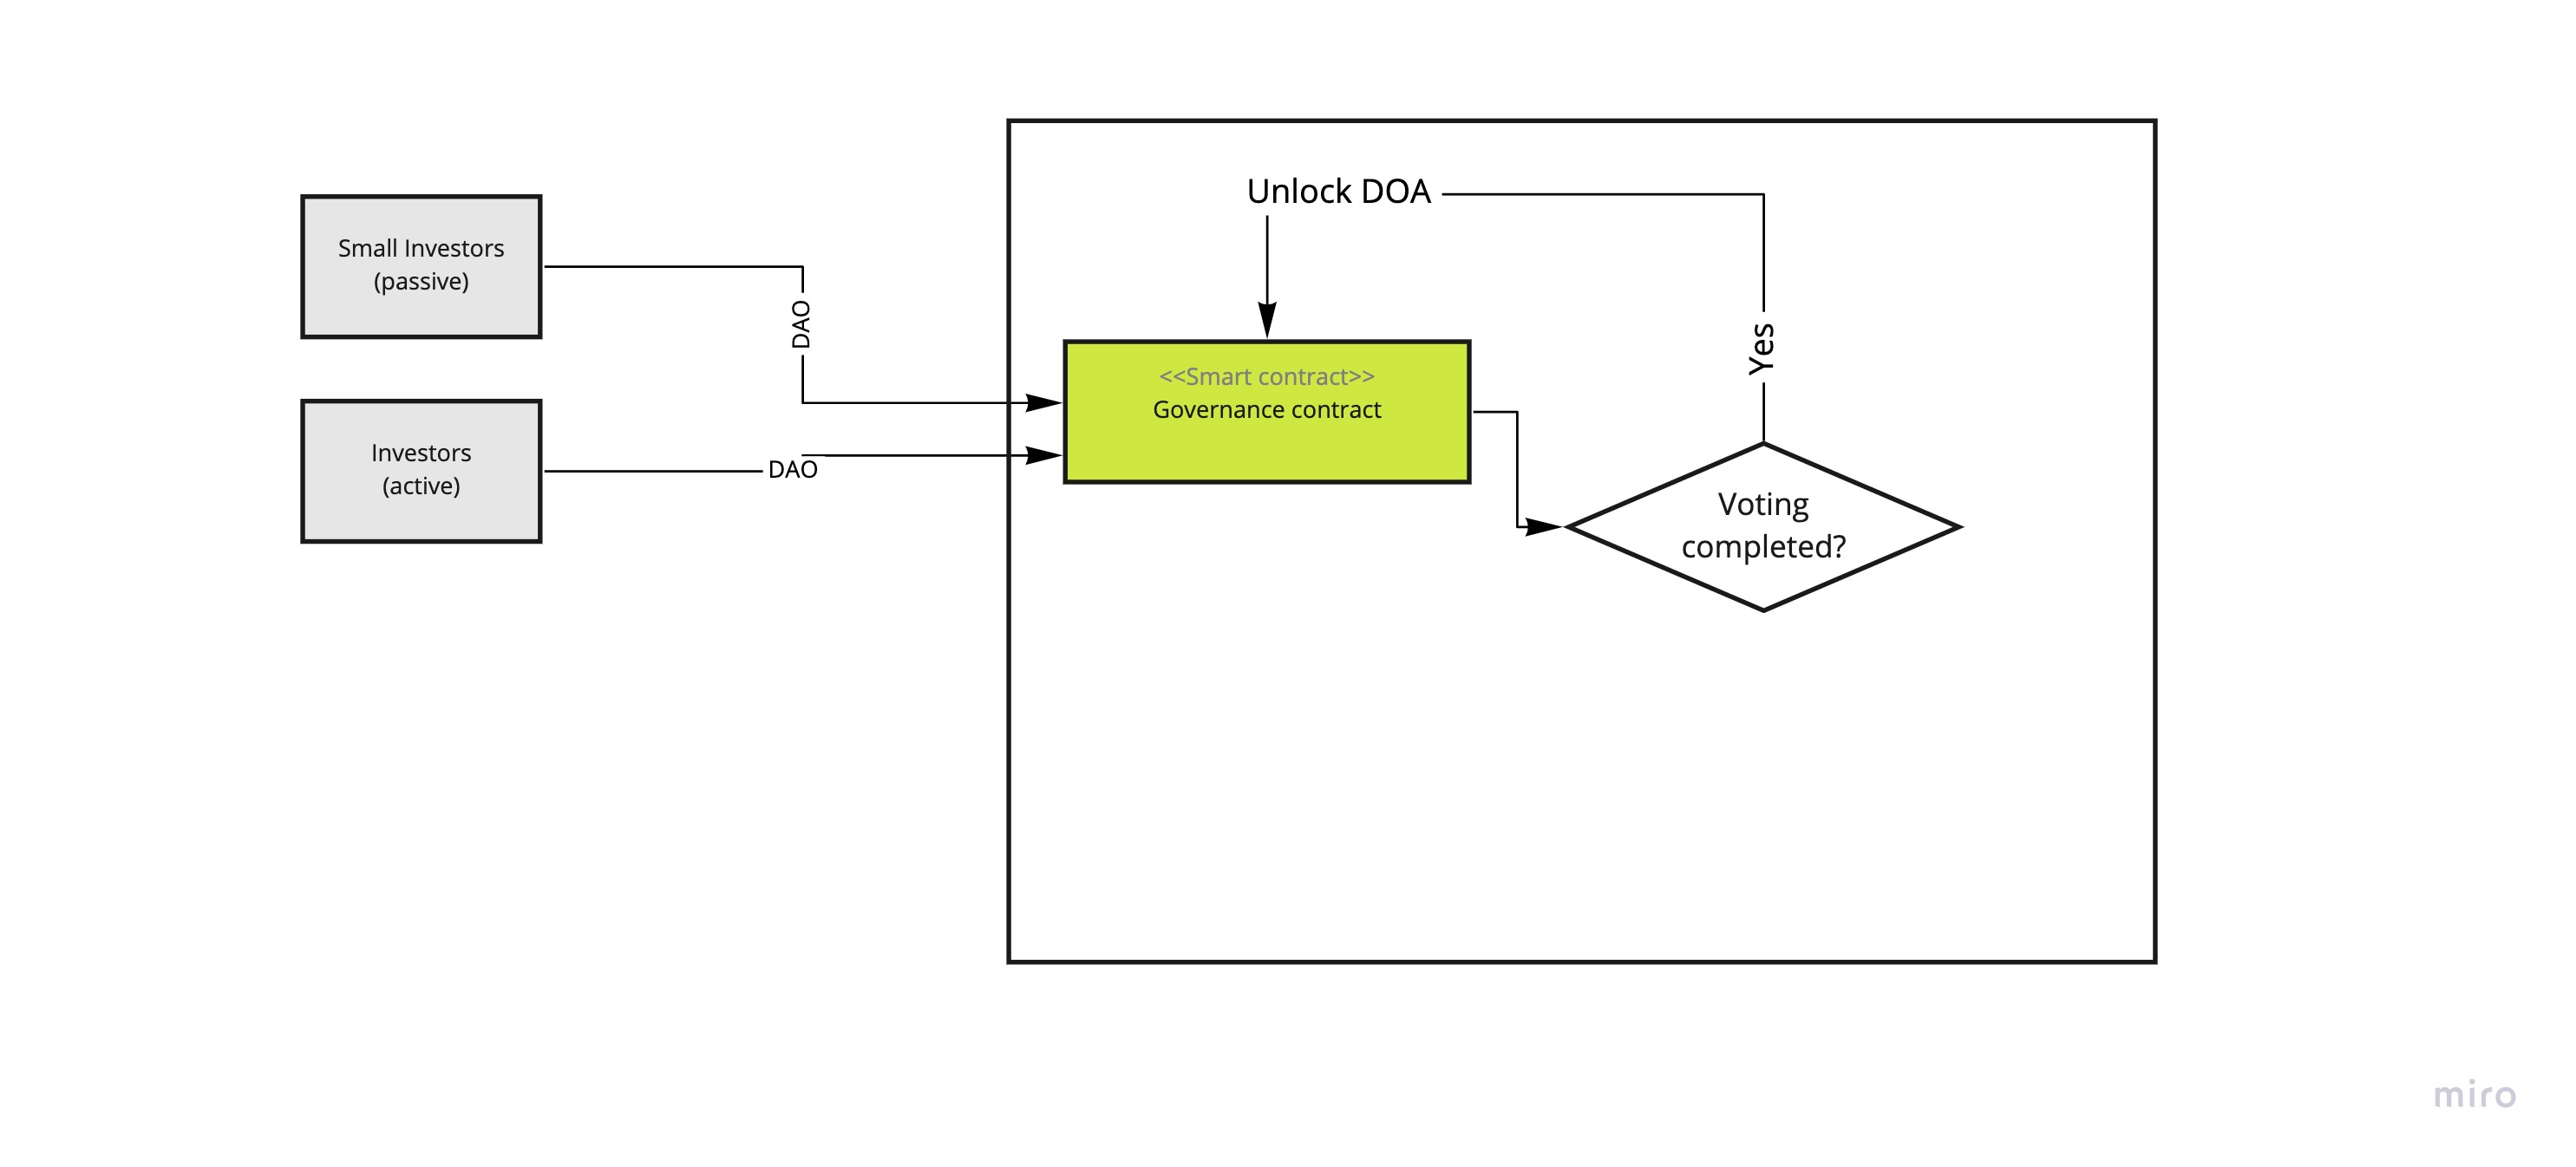 Unlock DOA
Small Investors
(passive)
DAO
Yes
<<Smart contract>>
Governance contract
Investors
(active)
DAO
Voting
completed?
miro